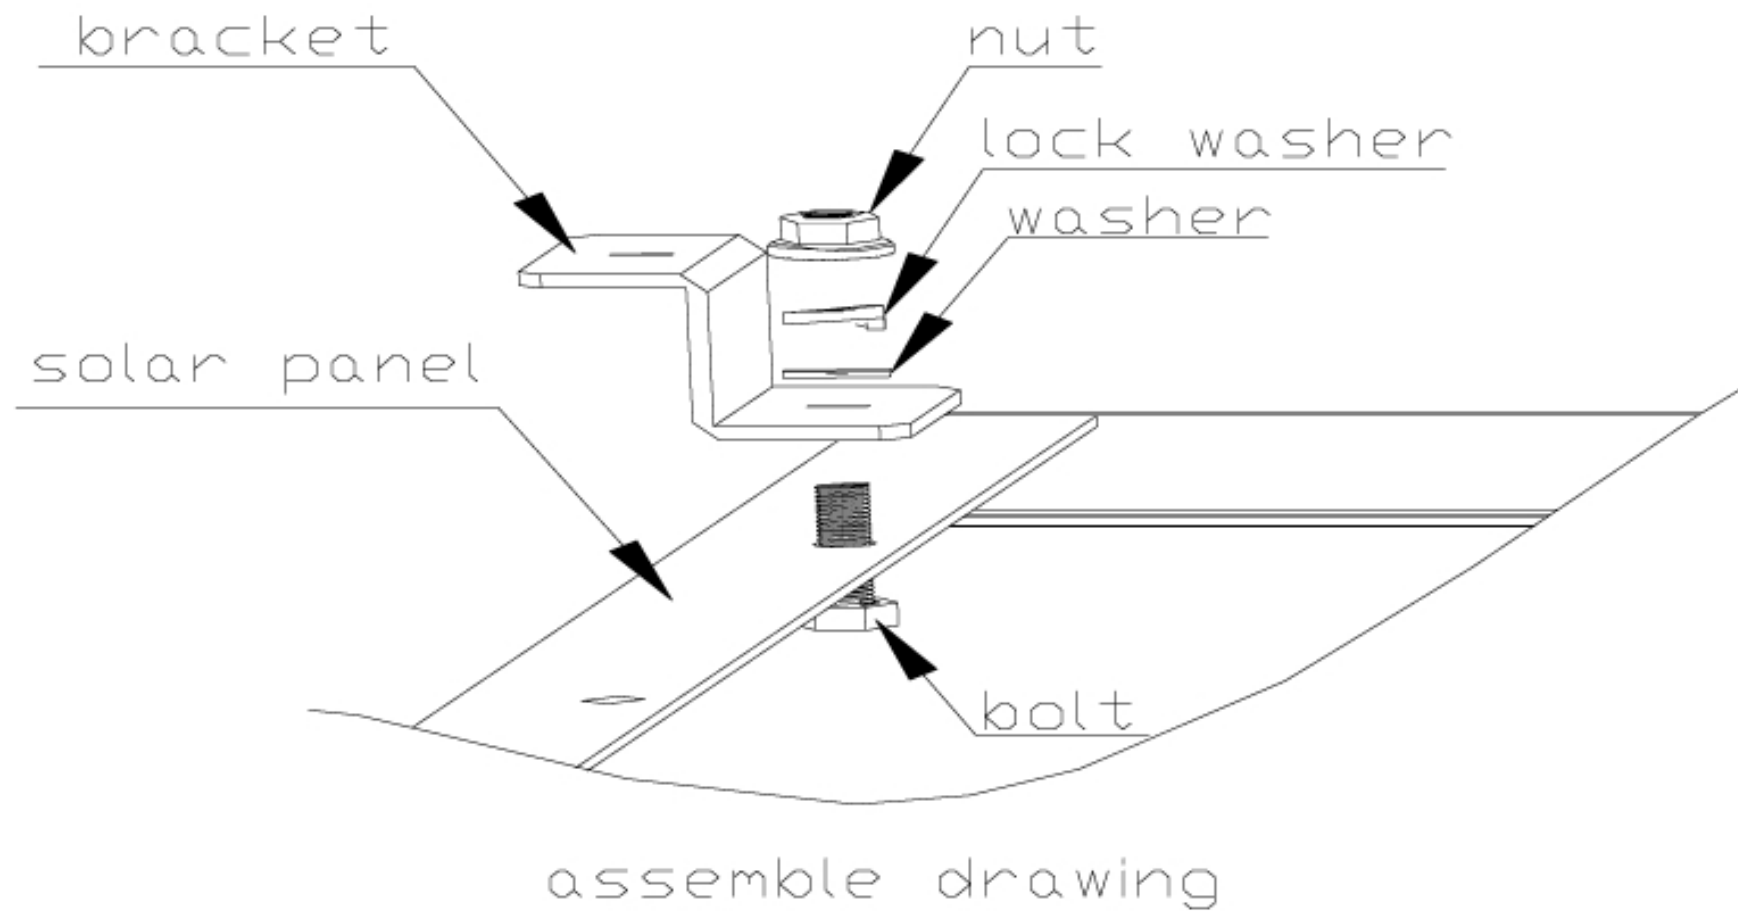 bracket
nut
lock washer
washer
solar panel
bolt
assemble drawing